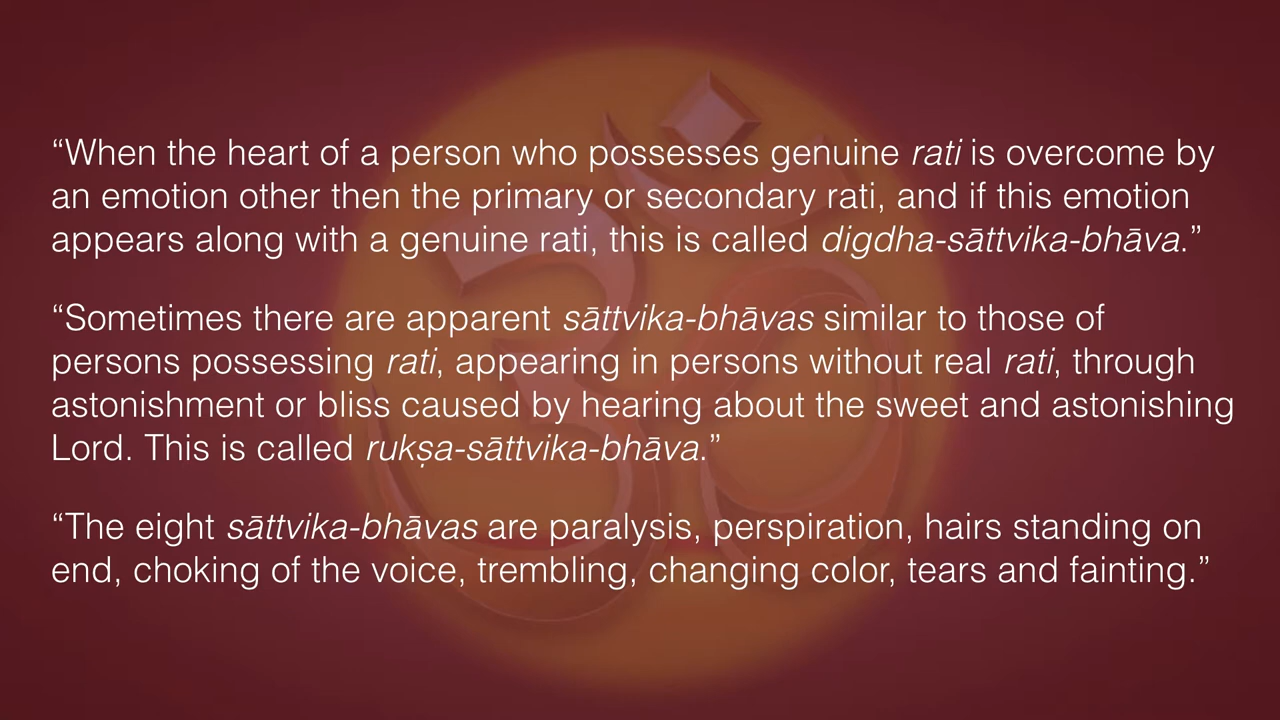 “When the heart of a person who possesses genuine rati is overcome by
an emotion other then the primary or secondary rati, and if this emotion
appears along with a genuine rati, this is called digdha-sāttvika-bhāva.”
“Sometimes there are apparent sāttvika-bhāvas similar to those of
persons possessing rati, appearing in persons without real rati, through
astonishment or bliss caused by hearing about the sweet and astonishing
Lord. This is called rukṣa-sāttvika-bhāva.”
“The eight sāttvika-bhāvas are paralysis, perspiration, hairs standing on
end, choking of the voice, trembling, changing color, tears and fainting.”